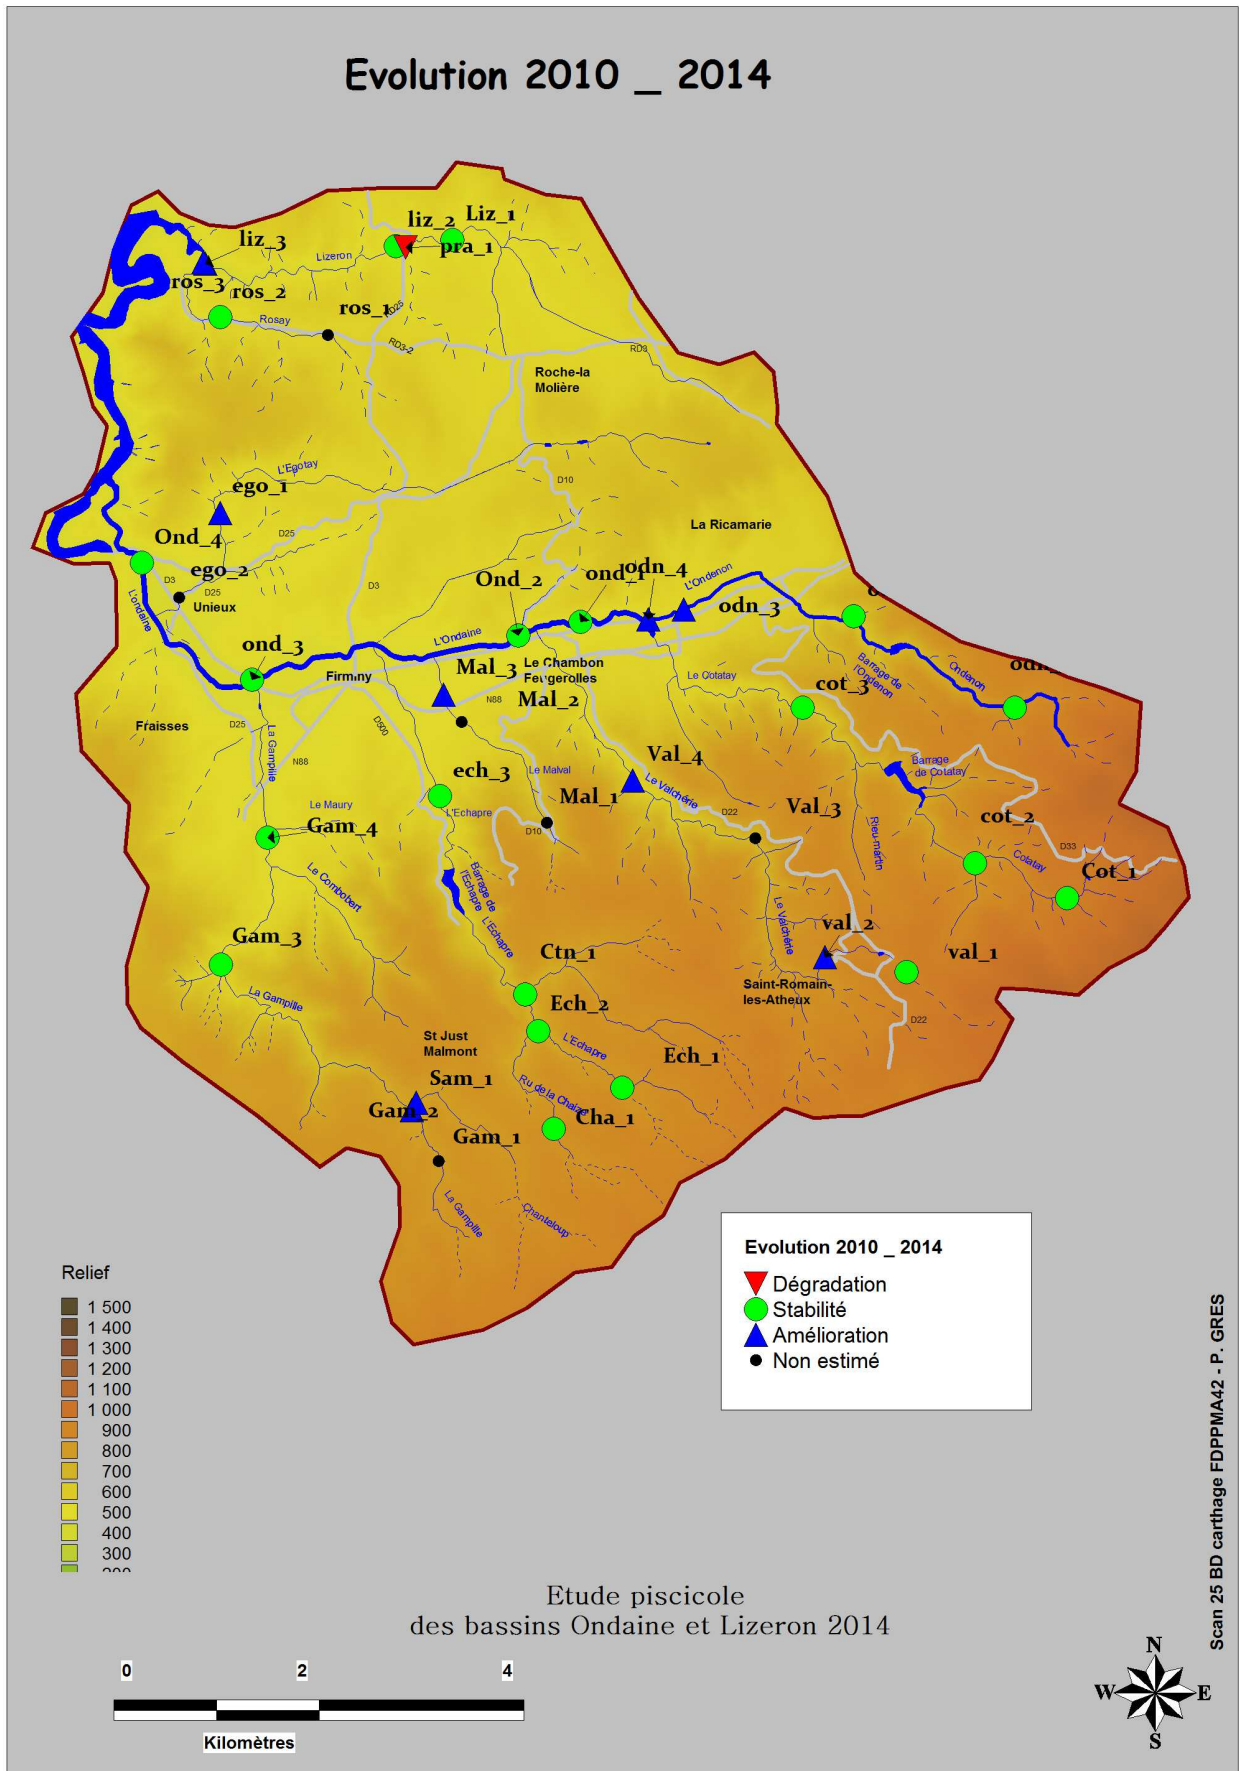 Evolution 2010 _ 2014
liz_2
Liz_1
liz_3
pra_1
Lizeron
ros_3
ros_2
ros_1
RD25
Rosay
RD3-2
RD3
Roche-la
Molière
L'Egotay
ego_1
D10
La Ricamarie
D25
Ond_4
D3
ego_2
D25
Unieux
D3
Ond_2
ond_1
odn_4
L'Ondenon
odn_3
L'ondaine
L'Ondaine
ond_3
Firminy
Mal_3
Le Chambon
Feugerolles
Le Cotatay
cot_3
Barrage de
l'Ondenon
Ondenon
Fraisses
D25
D500
N88
Mal_2
La Gampille
N88
ech_3
Le Malval
Val_4
Barrage
de Cotatay
Le Maury
L'Echapre
Mal_1
Le Valchérie
D22
Val_3
cot_2
Gam_4
D10
Rieu-martin
D33
Cotatay
Cot_1
Le Combobert
Barrage de
l'Echapre
L'Echapre
Le Valchérie
val_2
Gam_3
Ctn_1
val_1
La Gampille
Ech_2
Saint-Romain-
les-Atheux
D22
St Just
Malmont
L'Echapre
Ech_1
Sam_1
Ru de la Chaize
Gam_2
Cha_1
Gam_1
La Gampille
Chanteloup
Evolution 2010 _ 2014
Dégradation
Stabilité
Amélioration
Non estimé
Relief
1 500
1 400
1 300
1 200
1 100
1 000
900
800
700
600
500
400
300
Etude piscicole
des bassins Ondaine et Lizeron 2014
0 2 4
Kilomètres
N
W E
S
Scan 25 BD carthage FDPPMA42 - P. GRES